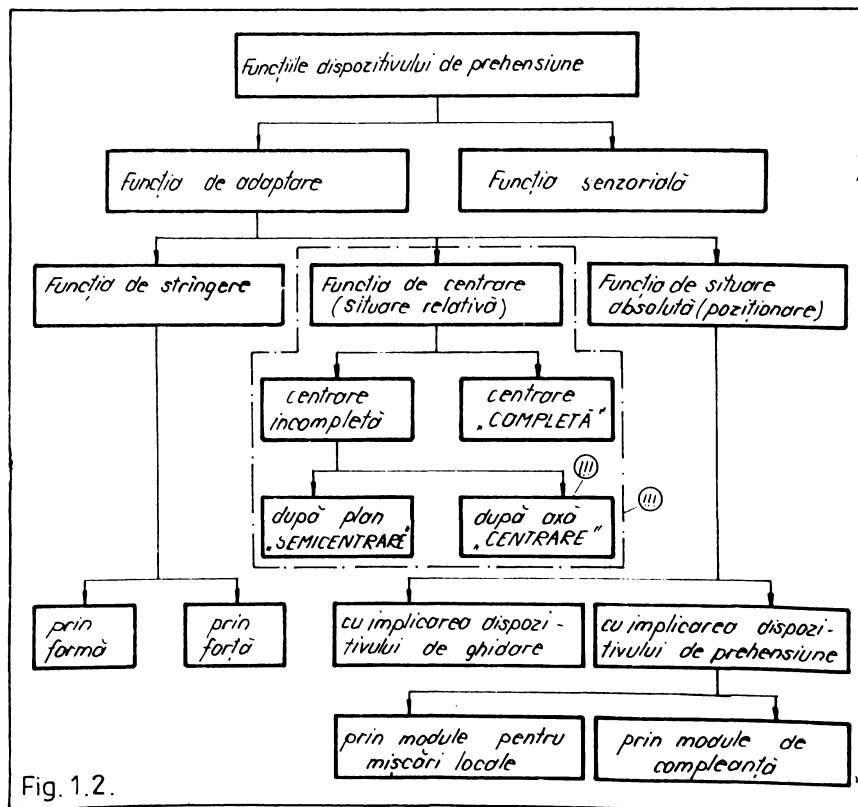 Funcțiile dispozitivului de prehensiune
Funcția de adaptare
Funcția senzorială
Funcția de strîngere
Funcția de centrare
(situare relativă)
Funcția de situare
absolută (poziționare)
centrare
incompletă
centrare
„COMPLETĂ"
(!!!)
după plan
„SEMICENTRARE"
după axă
„CENTRARE"
(!!!)
prin
formă
prin
forță
cu implicarea dispozi-
tivului de ghidare
cu implicarea dispozi-
tivului de prehensiune
prin module pentru
mișcări locale
prin module de
compleanță
Fig. 1.2.